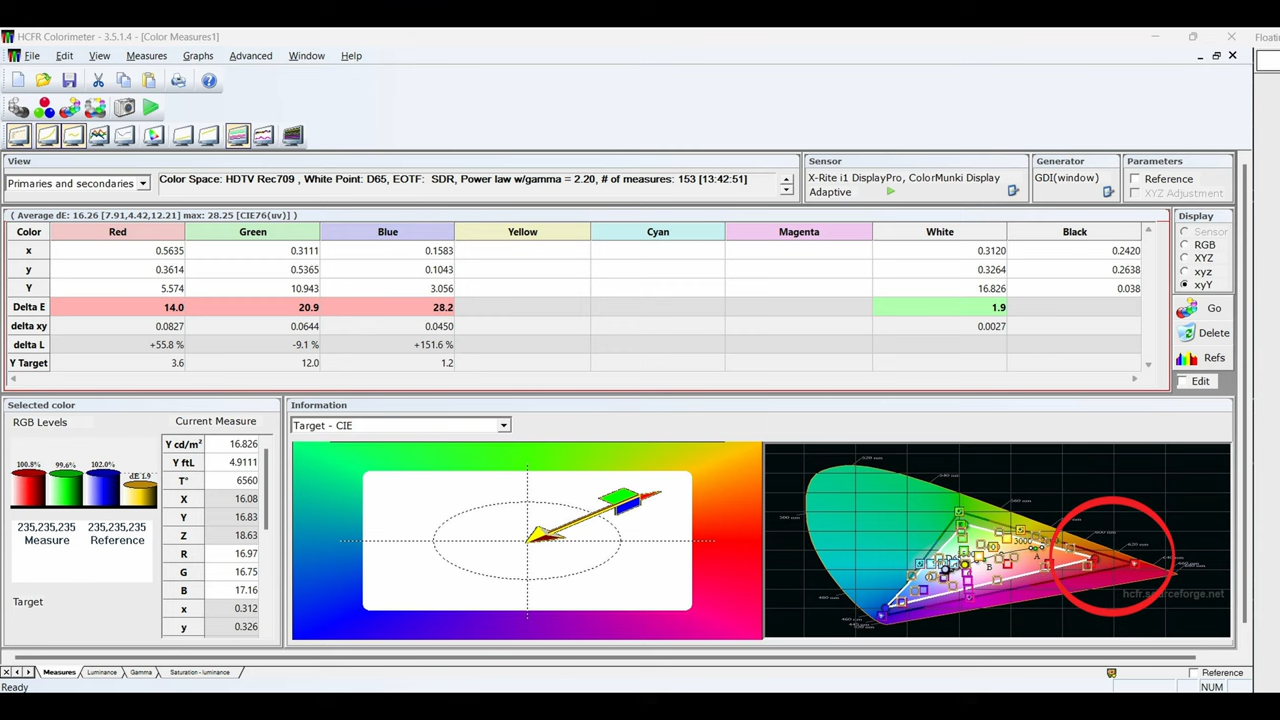 HCFR Colorimeter - 3.5.1.4 - [Color Measures1]
Floati
File Edit View Measures Graphs Advanced Window Help
View Sensor Generator Parameters
Primaries and secondaries
Color Space: HDTV Rec709 , White Point: D65, EOTF: SDR, Power law w/gamma = 2.20, # of measures: 153 [13:42:51]
X-Rite i1 DisplayPro, ColorMunki Display
Adaptive
GDI(window)
Reference
XYZ Adjustment
( Average dE: 16.26 [7.91,4.42,12.21] max: 28.25 [CIE76(uv)] )
Color Red Green Blue Yellow Cyan Magenta White Black
x 0.5635 0.3111 0.1583 0.3120 0.2420
y 0.3614 0.5365 0.1043 0.3264 0.2638
Y 5.574 10.943 3.056 16.826 0.038
Delta E 14.0 20.9 28.2 1.9
delta xy 0.0827 0.0644 0.0450 0.0027
delta L +55.8 % -9.1 % +151.6 %
Y Target 3.6 12.0 1.2
Display
Sensor
RGB
XYZ
xyz
xyY
Go
Delete
Refs
Edit
Selected color
RGB Levels
100.8% 99.6% 102.0% dE 1.9
235,235,235 235,235,235
Measure Reference
Target
Current Measure
Y cd/m² 16.826
Y ftL 4.9111
T° 6560
X 16.08
Y 16.83
Z 18.63
R 16.97
G 16.75
B 17.16
x 0.312
y 0.326
Information
Target - CIE
hcfr.sourceforge.net
Measures Luminance Gamma Saturation - luminance
Reference
Ready
NUM